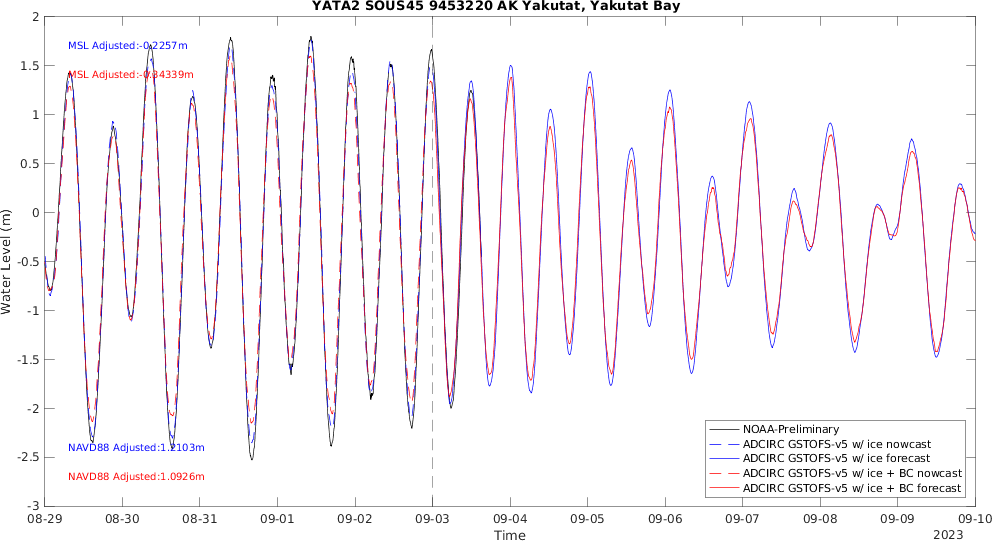 YATA2 SOUS45 9453220 AK Yakutat, Yakutat Bay
MSL Adjusted:-0.2257m
MSL Adjusted:-0.34339m
NAVD88 Adjusted:1.2103m
NAVD88 Adjusted:1.0926m
Water Level (m)
2
1.5
1
0.5
0
-0.5
-1
-1.5
-2
-2.5
-3
NOAA-Preliminary
ADCIRC GSTOFS-v5 w/ ice nowcast
ADCIRC GSTOFS-v5 w/ ice forecast
ADCIRC GSTOFS-v5 w/ ice + BC nowcast
ADCIRC GSTOFS-v5 w/ ice + BC forecast
08-29 08-30 08-31 09-01 09-02 09-03 09-04 09-05 09-06 09-07 09-08 09-09 09-10
Time
2023